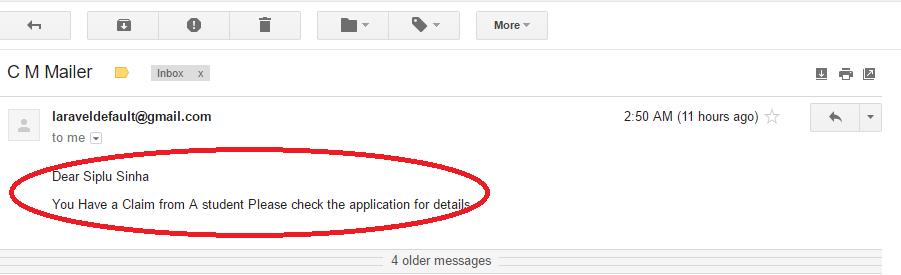 More
C M Mailer
Inbox x
laraveldefault@gmail.com
2:50 AM (11 hours ago)
to me
Dear Siplu Sinha
You Have a Claim from A student Please check the application for details
4 older messages